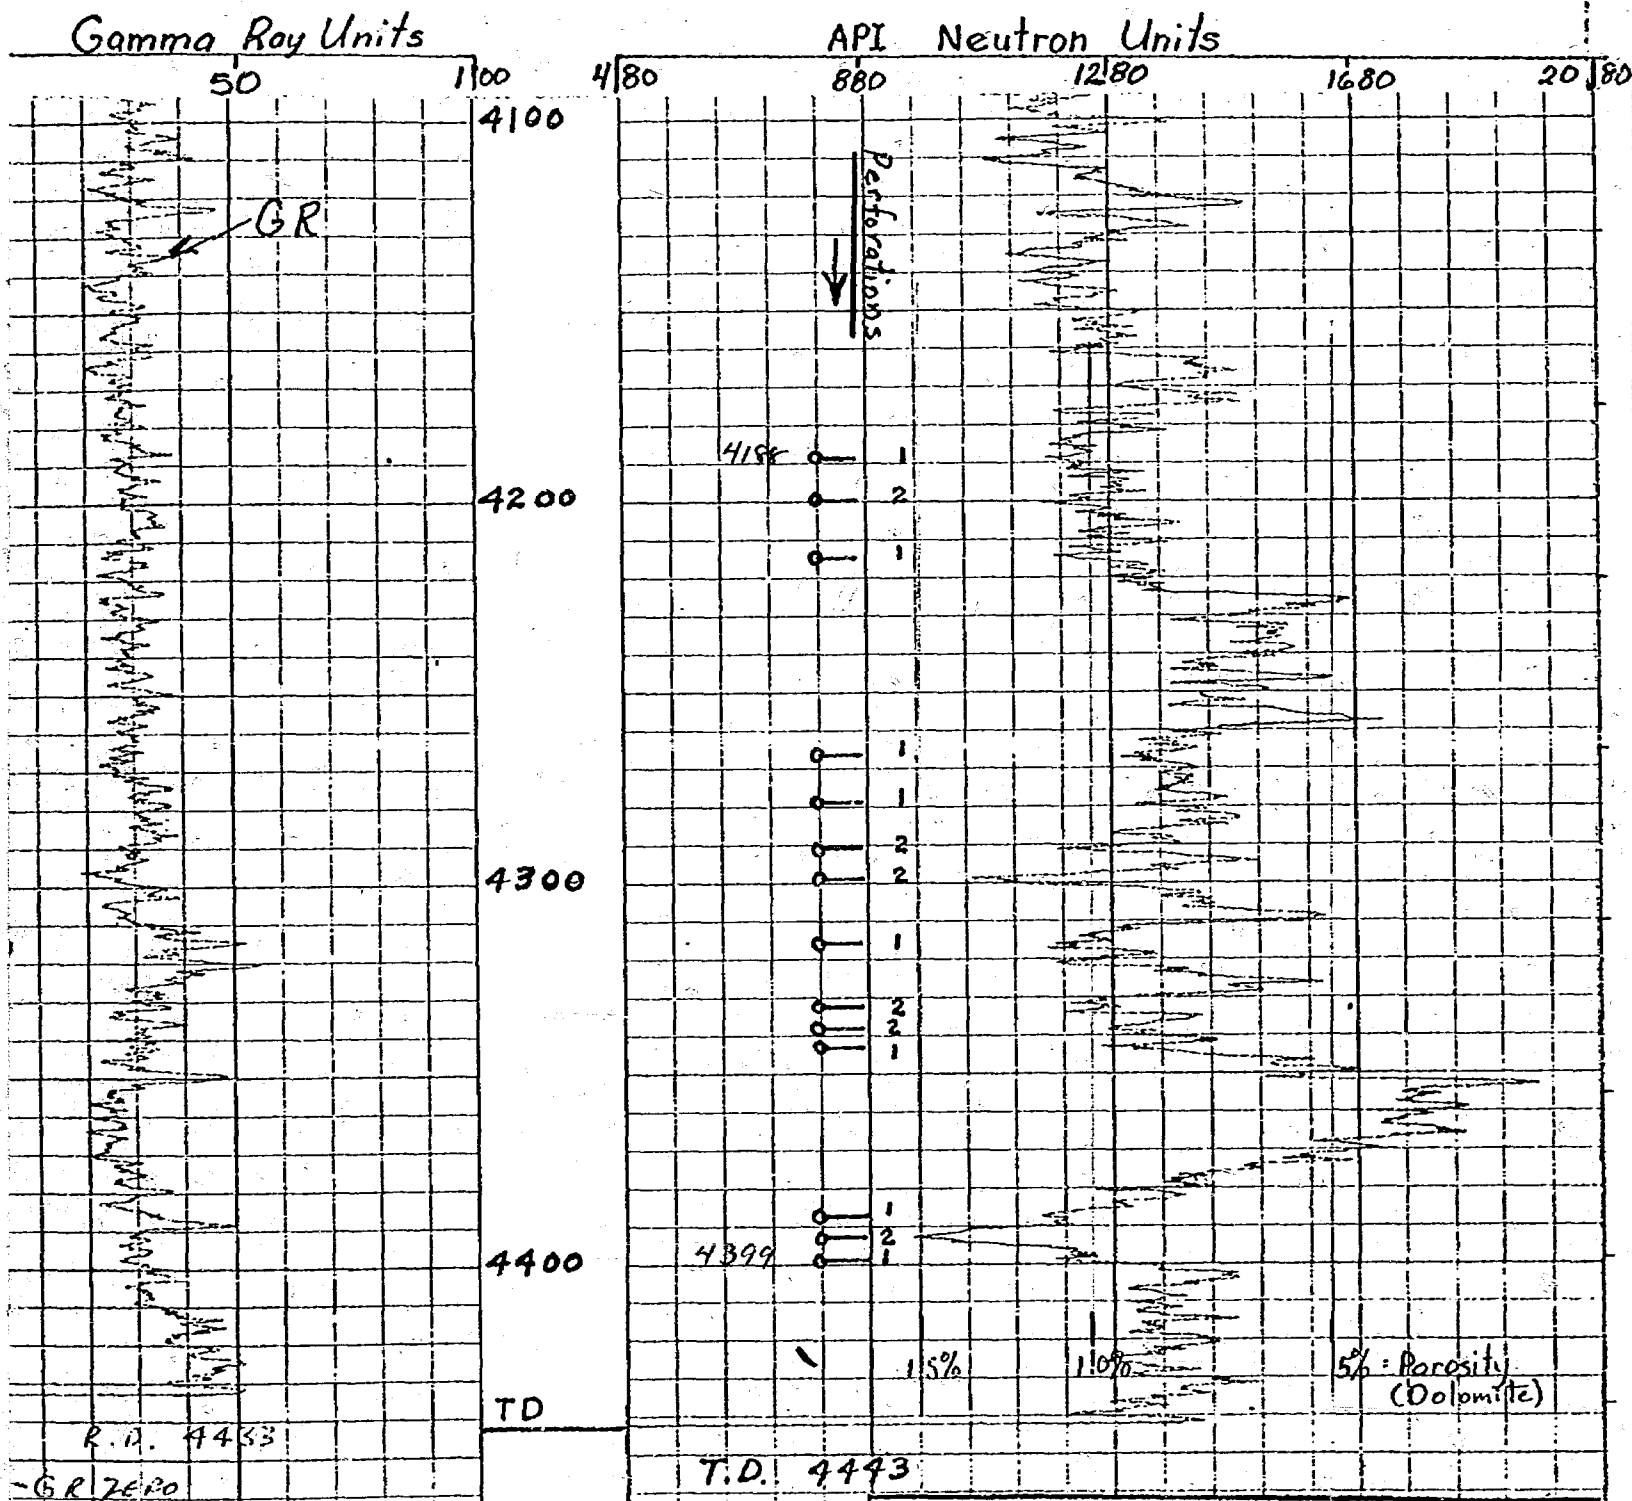 Gamma Ray Units API Neutron Units
50 100 480 880 1280 1680 2080
4100
Perforations
GR
4188 1
4200 2
1
1
1
2
4300 2
1
2
2
1
1
2
4400 4399 1
15% 10% 5% = Porosity
(Dolomite)
TD
R.D. 4433
T.D. 4443
-GR ZERO